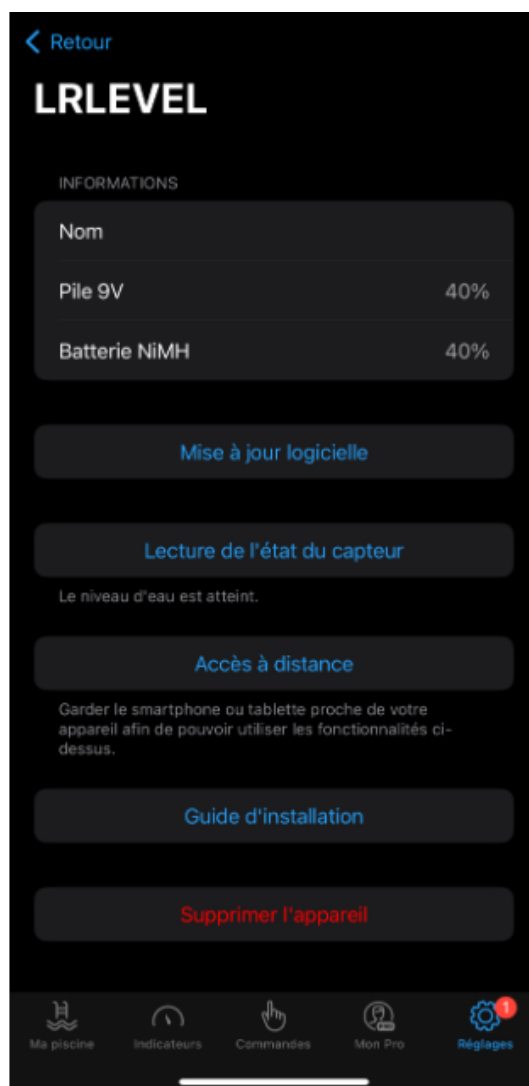 Retour
LRLEVEL
INFORMATIONS
Nom
Pile 9V 40%
Batterie NiMH 40%
Mise à jour logicielle
Lecture de l'état du capteur
Le niveau d'eau est atteint.
Accès à distance
Garder le smartphone ou tablette proche de votre
appareil afin de pouvoir utiliser les fonctionnalités ci-
dessus.
Guide d'installation
Supprimer l'appareil
1
Ma piscine Indicateurs Commandes Mon Pro Réglages